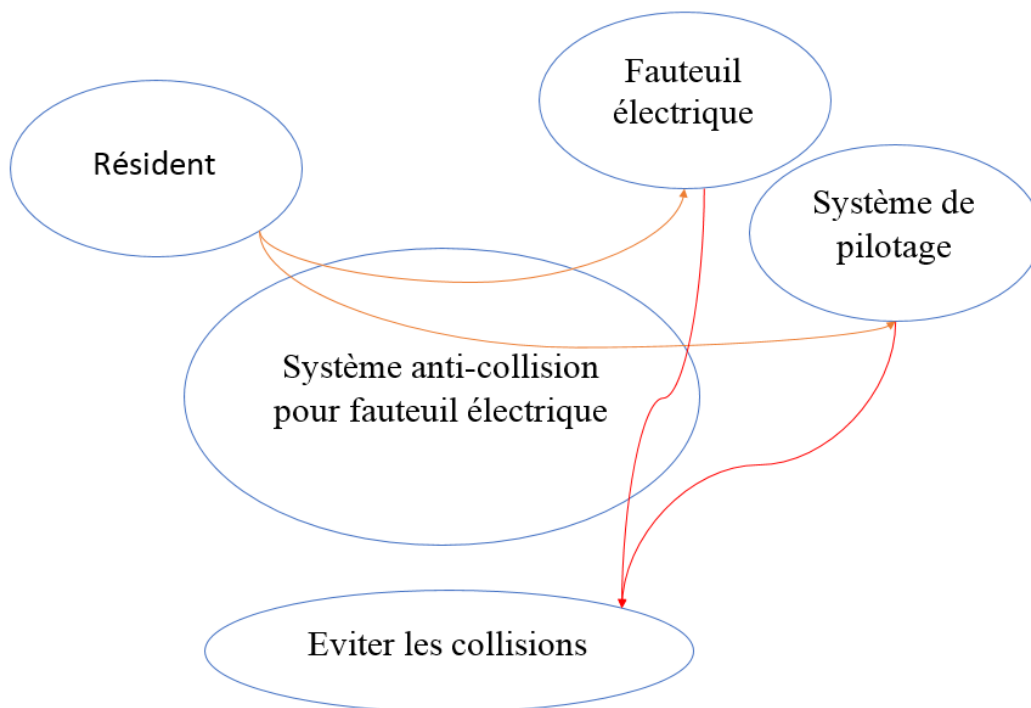 Fauteuil
électrique
Résident
Système de
pilotage
Système anti-collision
pour fauteuil électrique
Eviter les collisions